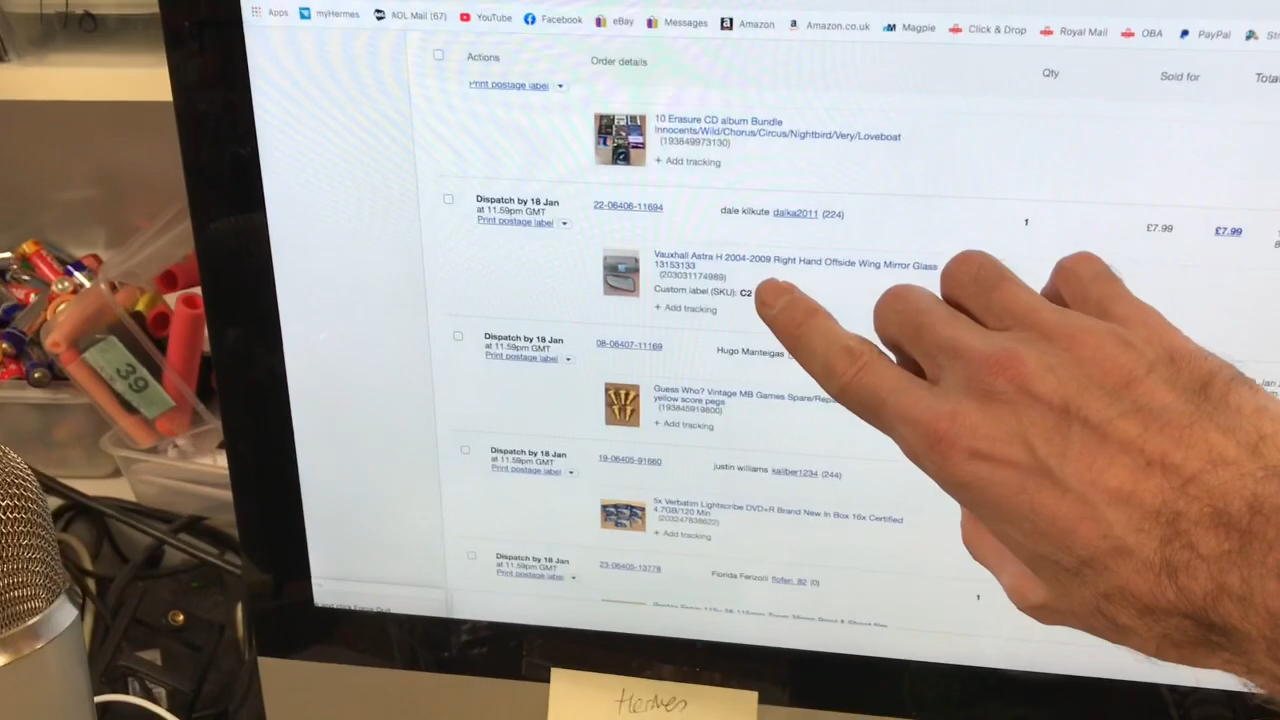 Apps myHermes AOL Mail (67) YouTube Facebook eBay Messages Amazon Amazon.co.uk Magpie Click & Drop Royal Mail OBA PayPal
Actions Order details Qty Sold for
Print postage label
10 Erasure CD album Bundle
Innocents/Wild/Chorus/Circus/Nightbird/Very/Loveboat
(193849973130)
+ Add tracking
Dispatch by 18 Jan
at 11.59pm GMT
Print postage label
22-06406-11694 dale kilkute dalka2011 (224) 1 £7.99 £7.99
Vauxhall Astra H 2004-2009 Right Hand Offside Wing Mirror Glass
13153133
(203031174989)
Custom label (SKU): C2
+ Add tracking
Dispatch by 18 Jan
at 11.59pm GMT
Print postage label
08-06407-11169 Hugo Manteigas
Guess Who? Vintage MB Games
yellow score pegs
(193845919800)
+ Add tracking
Dispatch by 18 Jan
at 11.59pm GMT
Print postage label
19-06405-91660 justin williams kaliber1234 (244)
5x Verbatim Lightscribe DVD+R Brand New In Box 16x Certified
4.7GB/120 Min
(203247838622)
+ Add tracking
Dispatch by 18 Jan
at 11.59pm GMT
Print postage label
23-06405-13778 1
39
Hermes